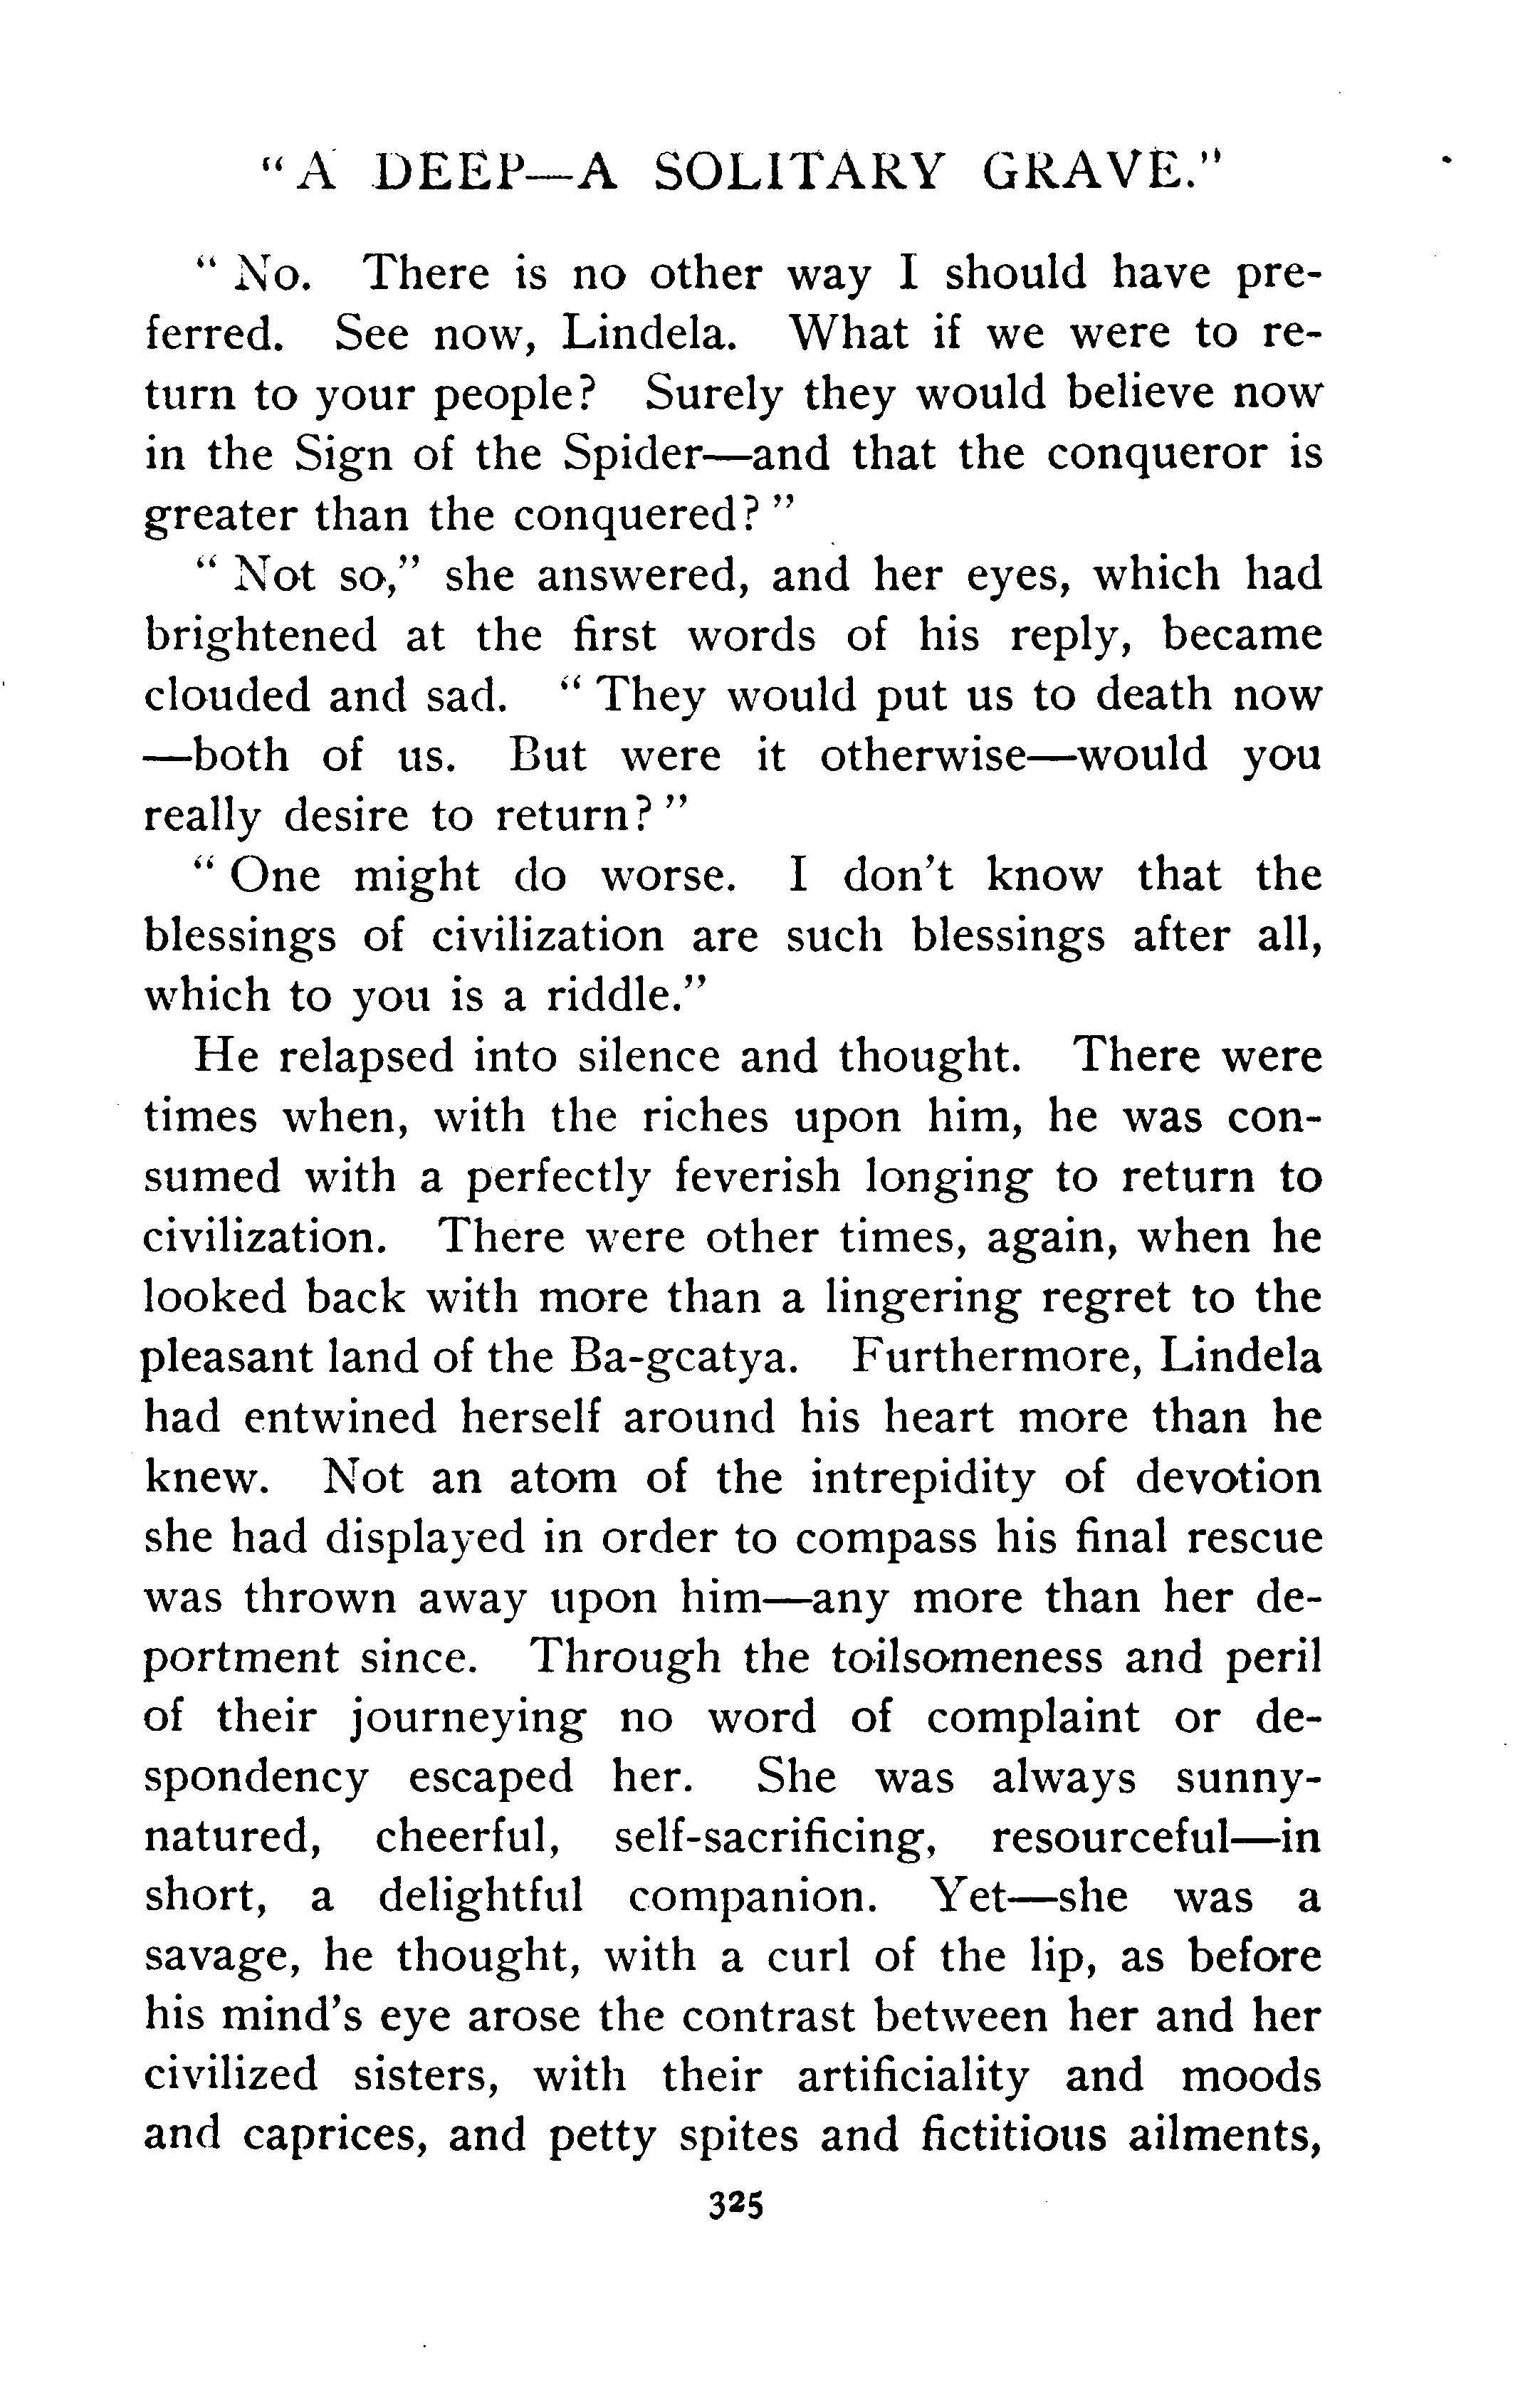 "A DEEP—A SOLITARY GRAVE."
"No. There is no other way I should have pre-
ferred. See now, Lindela. What if we were to re-
turn to your people? Surely they would believe now
in the Sign of the Spider—and that the conqueror is
greater than the conquered?"
"Not so," she answered, and her eyes, which had
brightened at the first words of his reply, became
clouded and sad. "They would put us to death now
—both of us. But were it otherwise—would you
really desire to return?"
"One might do worse. I don't know that the
blessings of civilization are such blessings after all,
which to you is a riddle."
He relapsed into silence and thought. There were
times when, with the riches upon him, he was con-
sumed with a perfectly feverish longing to return to
civilization. There were other times, again, when he
looked back with more than a lingering regret to the
pleasant land of the Ba-gcatya. Furthermore, Lindela
had entwined herself around his heart more than he
knew. Not an atom of the intrepidity of devotion
she had displayed in order to compass his final rescue
was thrown away upon him—any more than her de-
portment since. Through the toilsomeness and peril
of their journeying no word of complaint or de-
spondency escaped her. She was always sunny-
natured, cheerful, self-sacrificing, resourceful—in
short, a delightful companion. Yet—she was a
savage, he thought, with a curl of the lip, as before
his mind's eye arose the contrast between her and her
civilized sisters, with their artificiality and moods
and caprices, and petty spites and fictitious ailments,
325